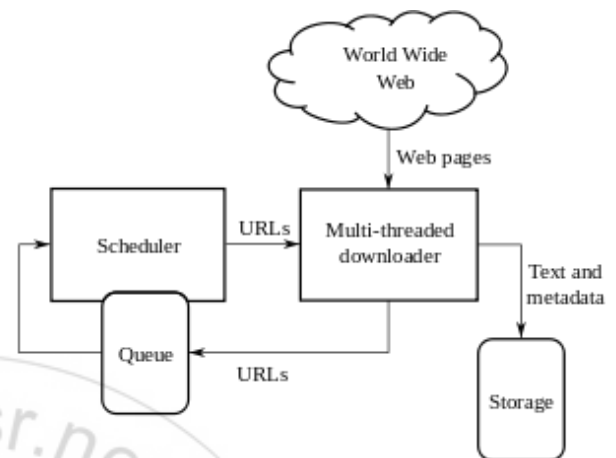 World Wide
Web
Web pages
Scheduler
URLs
Multi-threaded
downloader
Text and
metadata
Queue
URLs
Storage